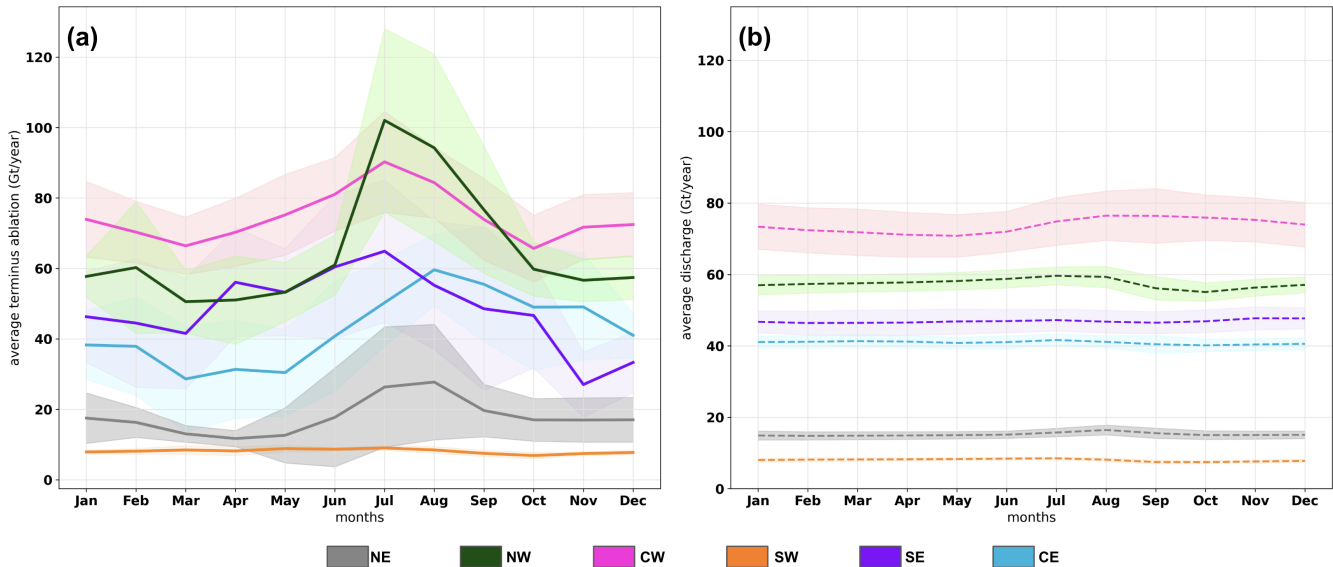 (a)
average terminus ablation (Gt/year)
120
100
80
60
40
20
0
Jan Feb Mar Apr May Jun Jul Aug Sep Oct Nov Dec
months
(b)
average discharge (Gt/year)
120
100
80
60
40
20
0
Jan Feb Mar Apr May Jun Jul Aug Sep Oct Nov Dec
months
NE NW CW SW SE CE